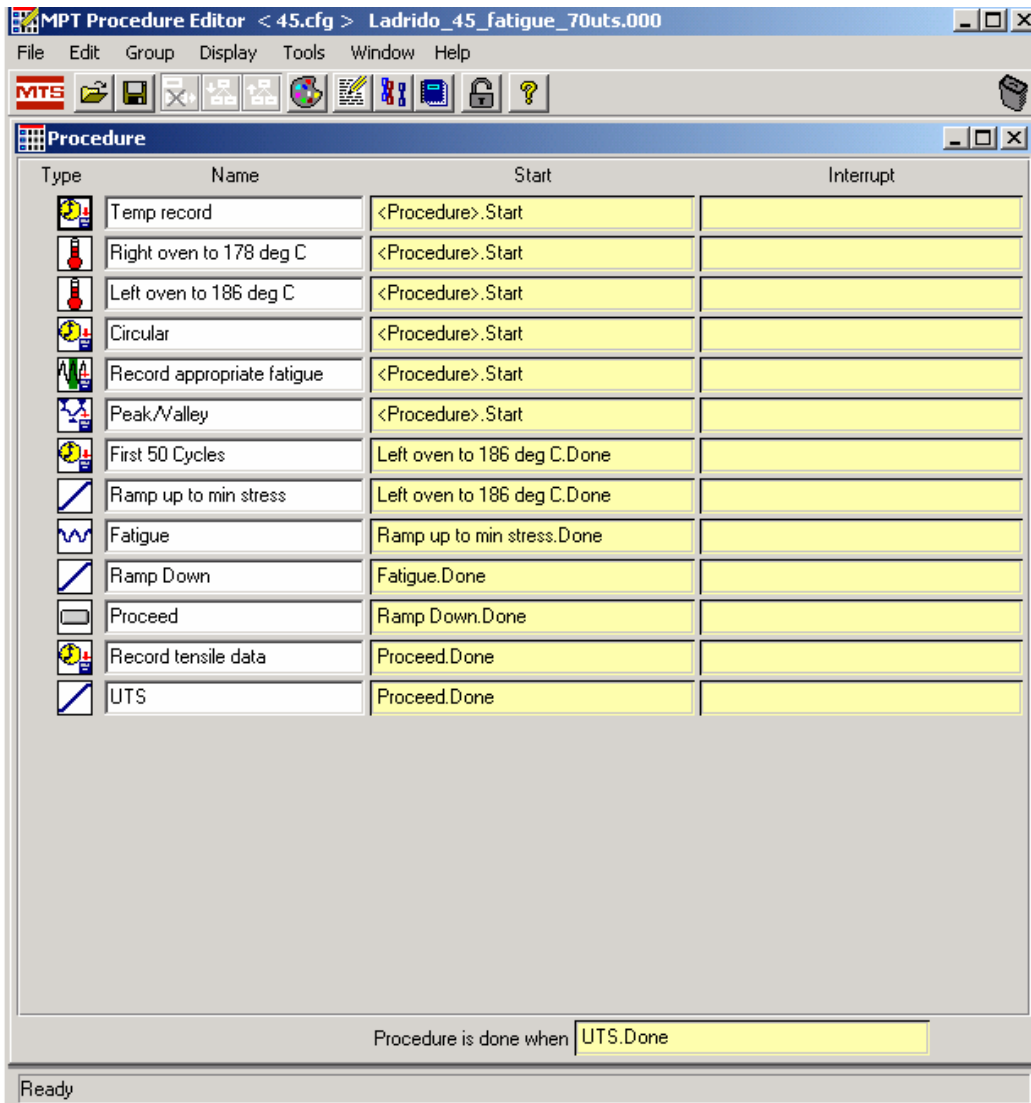 MPT Procedure Editor < 45.cfg > Ladrido_45_fatigue_70uts.000
File Edit Group Display Tools Window Help
MTS
Procedure
Type Name Start Interrupt
Temp record <Procedure>.Start
Right oven to 178 deg C <Procedure>.Start
Left oven to 186 deg C <Procedure>.Start
Circular <Procedure>.Start
Record appropriate fatigue <Procedure>.Start
Peak/Valley <Procedure>.Start
First 50 Cycles Left oven to 186 deg C.Done
Ramp up to min stress Left oven to 186 deg C.Done
Fatigue Ramp up to min stress.Done
Ramp Down Fatigue.Done
Proceed Ramp Down.Done
Record tensile data Proceed.Done
UTS Proceed.Done
Procedure is done when UTS.Done
Ready